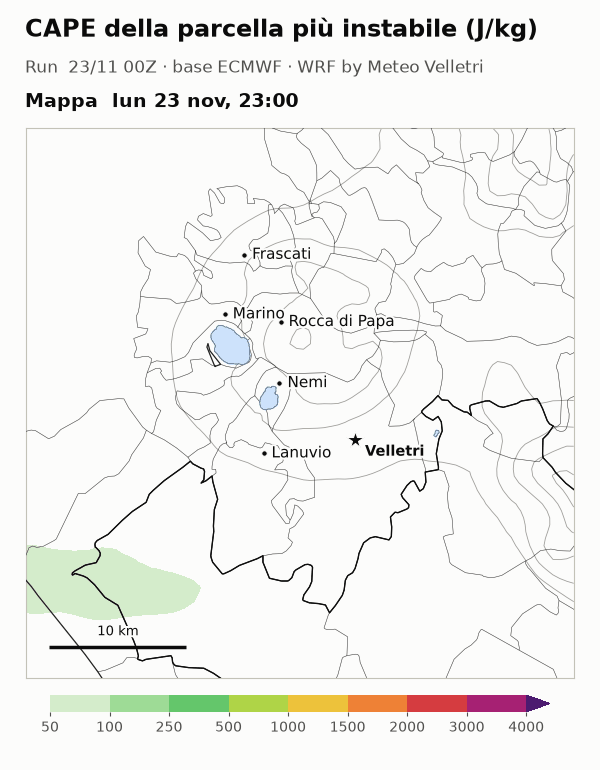 CAPE della parcella più instabile (J/kg)
Run  23/11 00Z · base ECMWF · WRF by Meteo Velletri
Mappa  lun 23 nov, 23:00
Frascati
Marino
Rocca di Papa
Nemi
Velletri
Lanuvio
10 km
50 100 250 500 1000 1500 2000 3000 4000